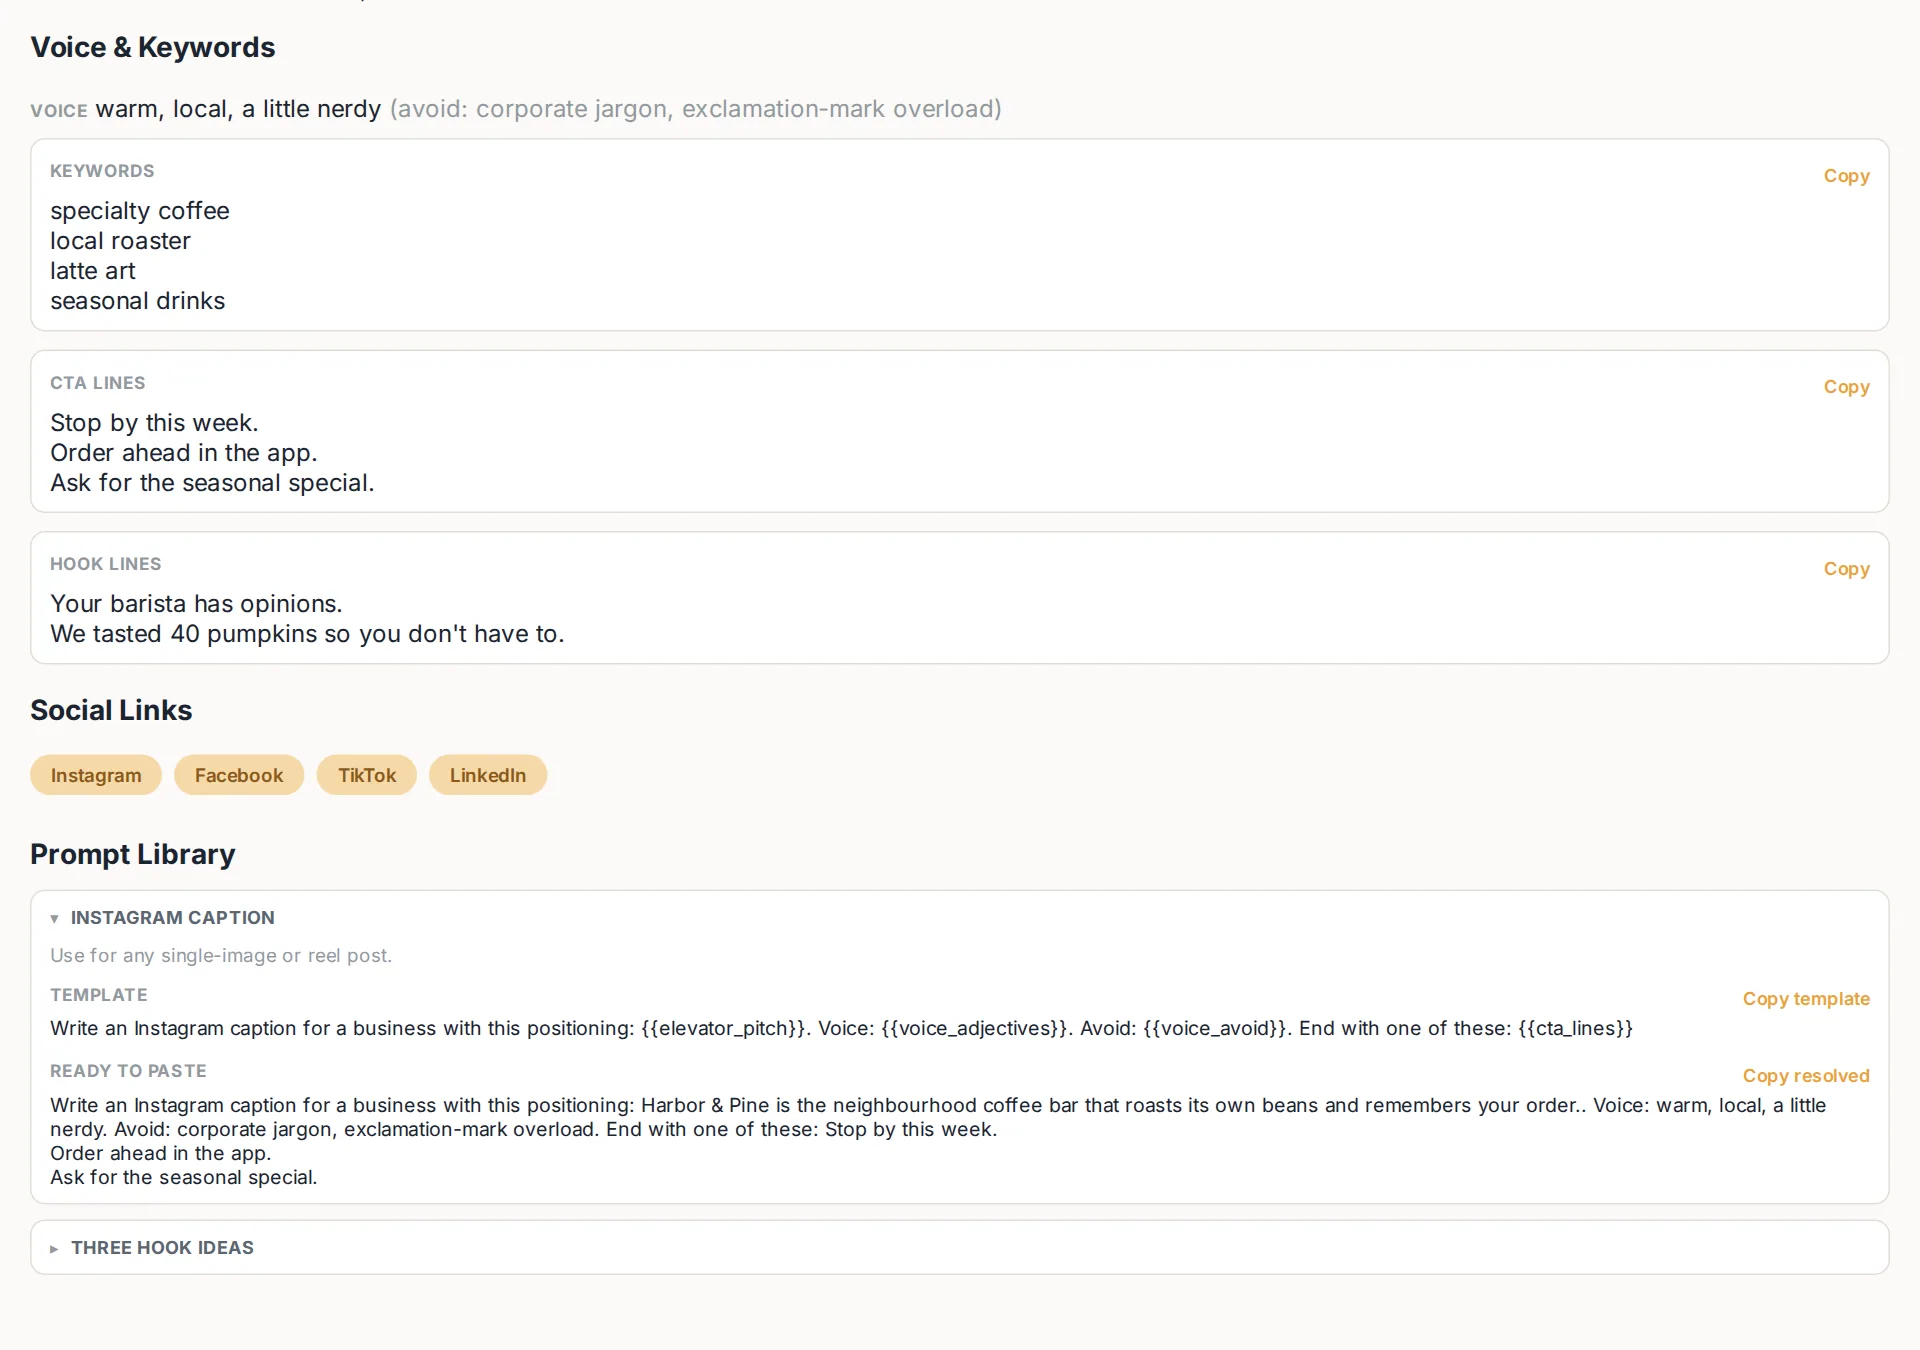 Voice & Keywords
VOICE warm, local, a little nerdy (avoid: corporate jargon, exclamation-mark overload)
KEYWORDS
Copy
specialty coffee
local roaster
latte art
seasonal drinks
CTA LINES
Copy
Stop by this week.
Order ahead in the app.
Ask for the seasonal special.
HOOK LINES
Copy
Your barista has opinions.
We tasted 40 pumpkins so you don't have to.
Social Links
Instagram Facebook TikTok LinkedIn
Prompt Library
▾ INSTAGRAM CAPTION
Use for any single-image or reel post.
TEMPLATE
Copy template
Write an Instagram caption for a business with this positioning: {{elevator_pitch}}. Voice: {{voice_adjectives}}. Avoid: {{voice_avoid}}. End with one of these: {{cta_lines}}
READY TO PASTE
Copy resolved
Write an Instagram caption for a business with this positioning: Harbor & Pine is the neighbourhood coffee bar that roasts its own beans and remembers your order.. Voice: warm, local, a little
nerdy. Avoid: corporate jargon, exclamation-mark overload. End with one of these: Stop by this week.
Order ahead in the app.
Ask for the seasonal special.
▸ THREE HOOK IDEAS